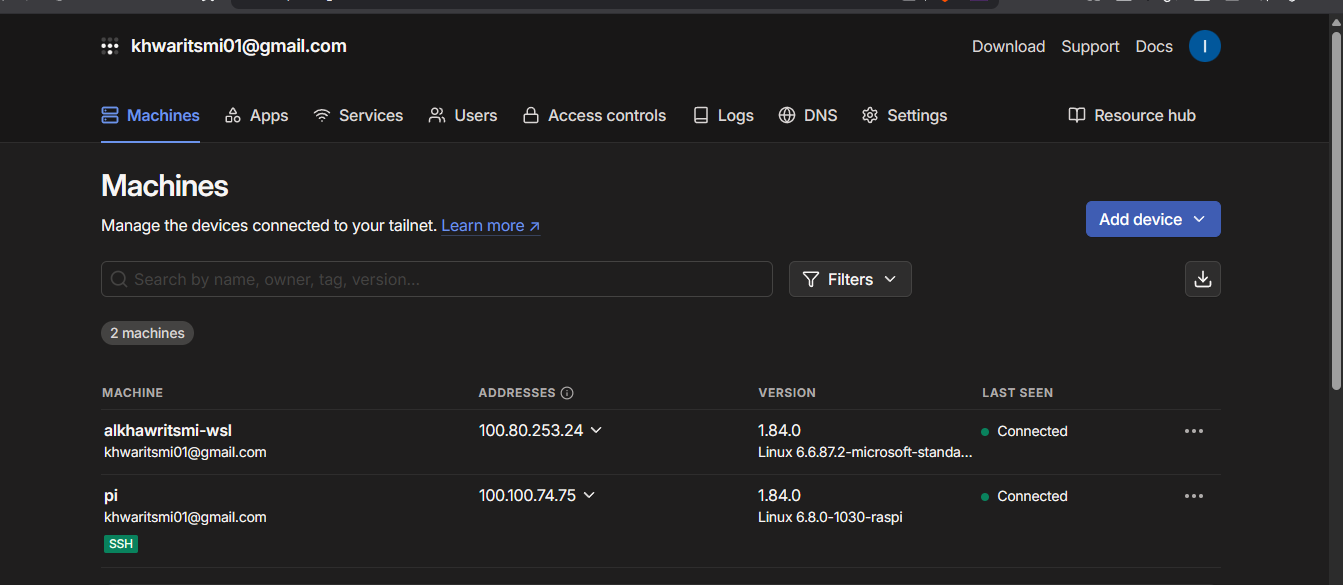 khwaritsmi01@gmail.com
Download Support Docs I
Machines Apps Services Users Access controls Logs DNS Settings Resource hub
Machines
Manage the devices connected to your tailnet. Learn more ↗
Add device
Search by name, owner, tag, version...
Filters
2 machines
MACHINE ADDRESSES VERSION LAST SEEN
alkhawritsmi-wsl 100.80.253.24 1.84.0 Connected
khwaritsmi01@gmail.com Linux 6.6.87.2-microsoft-standa...
pi 100.100.74.75 1.84.0 Connected
khwaritsmi01@gmail.com Linux 6.8.0-1030-raspi
SSH